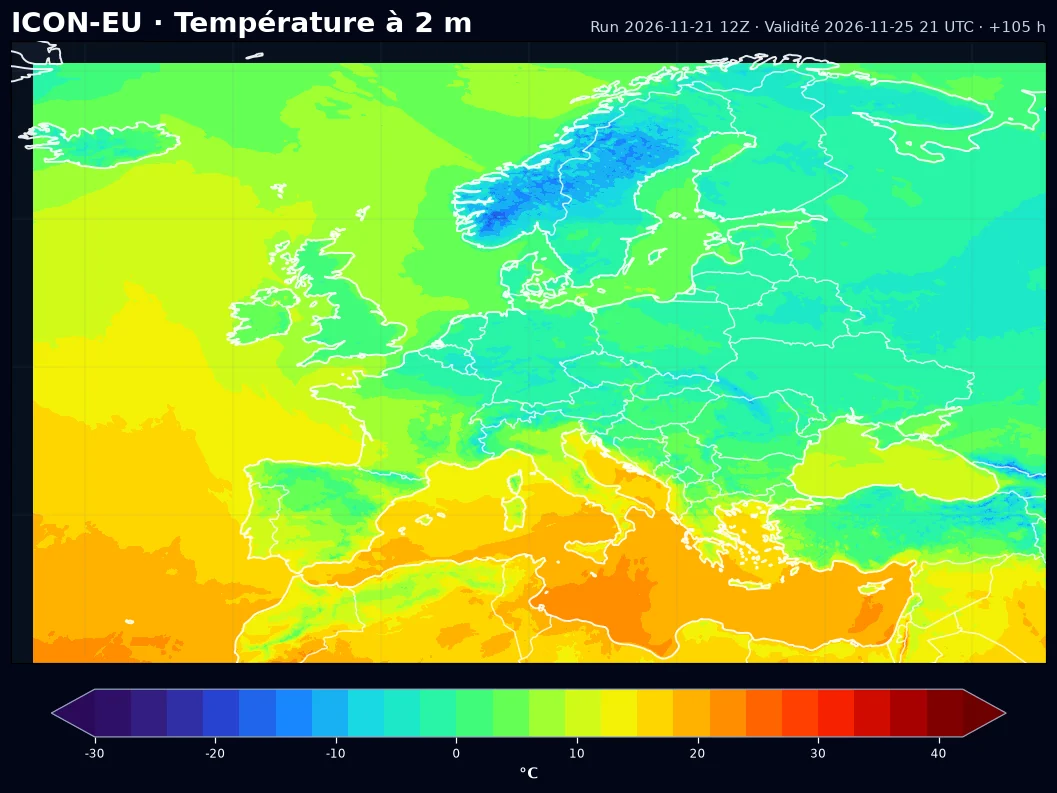 ICON-EU · Température à 2 m
Run 2026-11-21 12Z · Validité 2026-11-25 21 UTC · +105 h
-30 -20 -10 0 10 20 30 40
°C